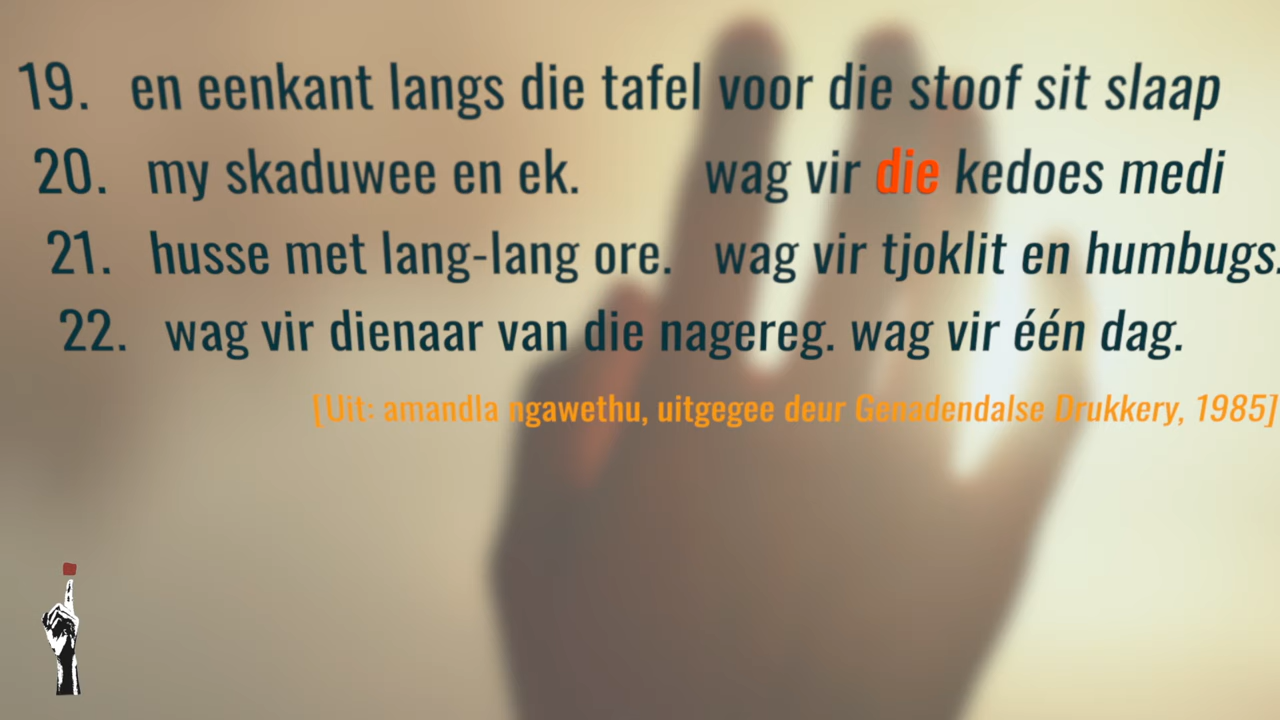 19. en eenkant langs die tafel voor die stoof sit slaap
20. my skaduwee en ek. wag vir die kedoes medi
21. husse met lang-lang ore. wag vir tjoklit en humbugs.
22. wag vir dienaar van die nagereg. wag vir één dag.
[Uit: amandla ngawethu, uitgegee deur Genadendalse Drukkery, 1985]